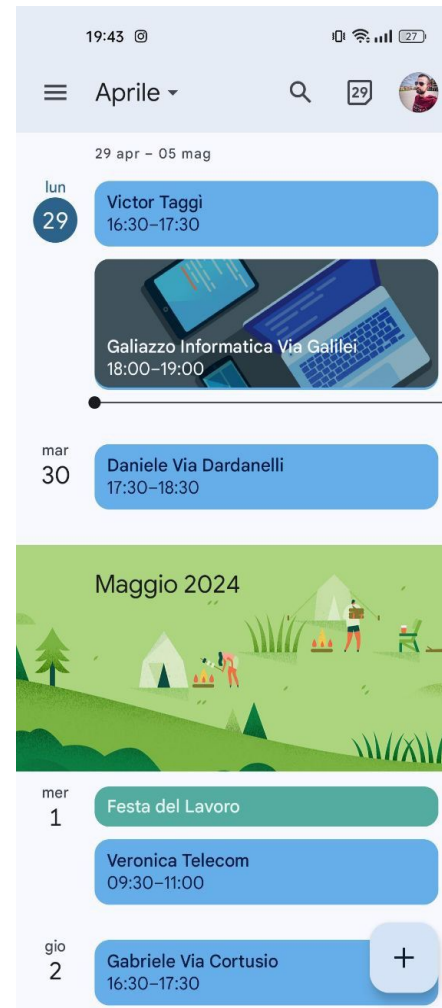 19:43
27
Aprile
29
29 apr – 05 mag
lun
29
Victor Taggì
16:30–17:30
Galiazzo Informatica Via Galilei
18:00–19:00
mar
30
Daniele Via Dardanelli
17:30–18:30
Maggio 2024
mer
1
Festa del Lavoro
Veronica Telecom
09:30–11:00
gio
2
Gabriele Via Cortusio
16:30–17:30